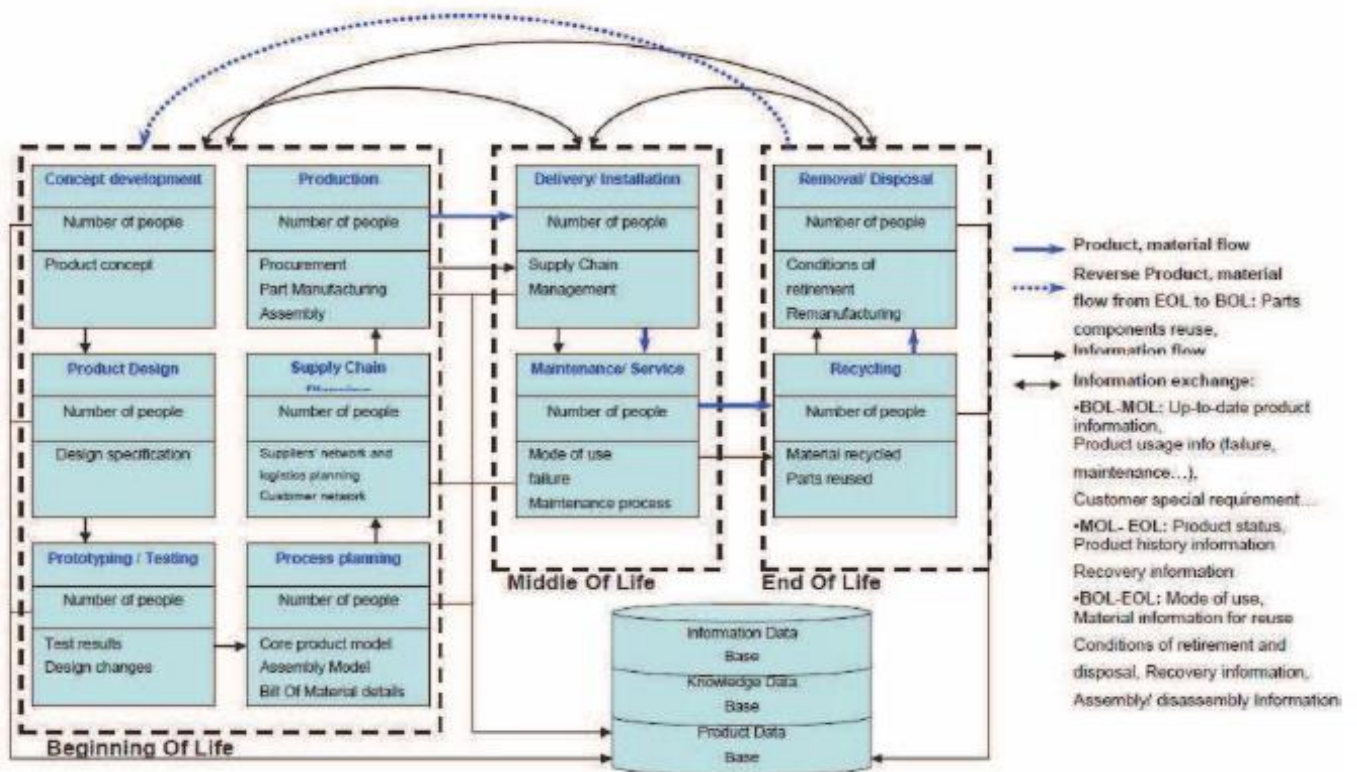 Concept development
Number of people
Product concept
Product Design
Number of people
Design specification
Prototyping / Testing
Number of people
Test results
Design changes
Production
Number of people
Procurement
Part Manufacturing
Assembly
Supply Chain
Number of people
Suppliers' network and
logistics planning
Customer network
Process planning
Number of people
Core product model
Assembly Model
Bill Of Material details
Beginning Of Life
Delivery/ Installation
Number of people
Supply Chain
Management
Maintenance/ Service
Number of people
Mode of use
failure
Maintenance process
Middle Of Life
Removal/ Disposal
Number of people
Conditions of
retirement
Remanufacturing
Recycling
Number of people
Material recycled
Parts reused
End Of Life
Information Data
Base
Knowledge Data
Base
Product Data
Base
Product, material flow
Reverse Product, material
flow from EOL to BOL: Parts
components reuse,
Information flow
Information exchange:
•BOL-MOL: Up-to-date product
information,
Product usage info (failure,
maintenance…),
Customer special requirement…
•MOL- EOL: Product status,
Product history information
Recovery information
•BOL-EOL: Mode of use,
Material information for reuse
Conditions of retirement and
disposal, Recovery information,
Assembly/ disassembly Information